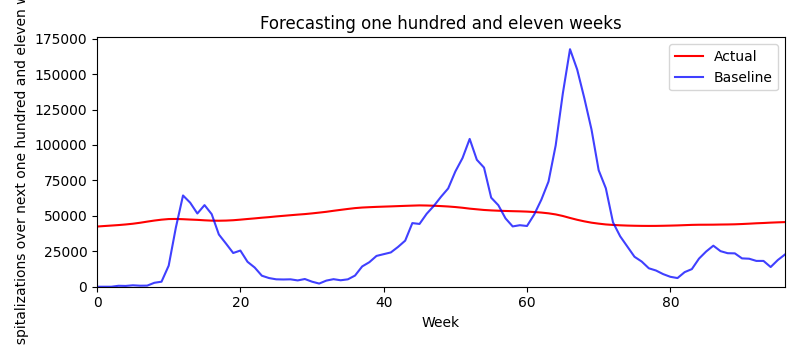 Forecasting one hundred and eleven weeks
175000
150000
125000
100000
75000
50000
25000
0
spitalizations over next one hundred and eleven
Actual
Baseline
0
20
40
60
80
Week